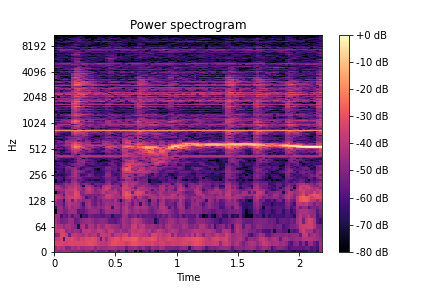 Power spectrogram
8192
4096
2048
1024
512
256
128
64
0
Hz
0
0.5
1
1.5
2
Time
+0 dB
-10 dB
-20 dB
-30 dB
-40 dB
-50 dB
-60 dB
-70 dB
-80 dB